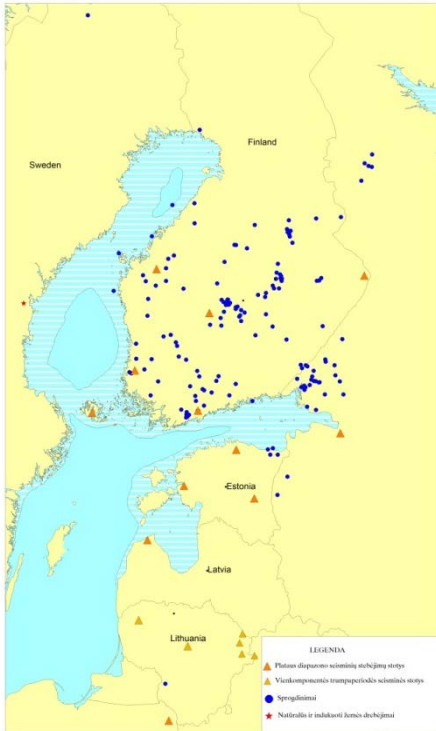 Finland
Sweden
Estonia
Latvia
Lithuania
LEGENDA
Plataus diapazono seisminių stebėjimų stotys
Vienkomponentės trumpaperiodės seisminės stotys
Sprogdinimai
Natūralūs ir indukuoti žemės drebėjimai